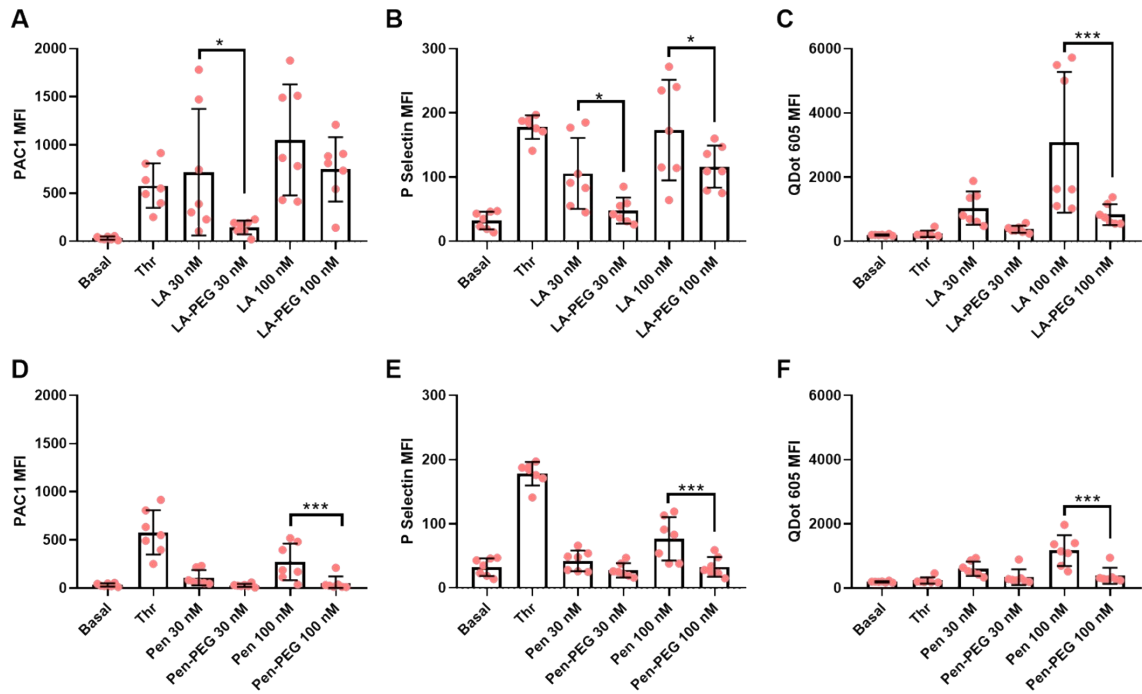 A
PAC1 MFI
2000
1500
1000
500
0
*
Basal
Thr
LA 30 nM
LA-PEG 30 nM
LA 100 nM
LA-PEG 100 nM
B
P Selectin MFI
300
200
100
0
*
*
Basal
Thr
LA 30 nM
LA-PEG 30 nM
LA 100 nM
LA-PEG 100 nM
C
QDot 605 MFI
6000
4000
2000
0
***
Basal
Thr
LA 30 nM
LA-PEG 30 nM
LA 100 nM
LA-PEG 100 nM
D
PAC1 MFI
2000
1500
1000
500
0
***
Basal
Thr
Pen 30 nM
Pen-PEG 30 nM
Pen 100 nM
Pen-PEG 100 nM
E
P Selectin MFI
300
200
100
0
***
Basal
Thr
Pen 30 nM
Pen-PEG 30 nM
Pen 100 nM
Pen-PEG 100 nM
F
QDot 605 MFI
6000
4000
2000
0
***
Basal
Thr
Pen 30 nM
Pen-PEG 30 nM
Pen 100 nM
Pen-PEG 100 nM